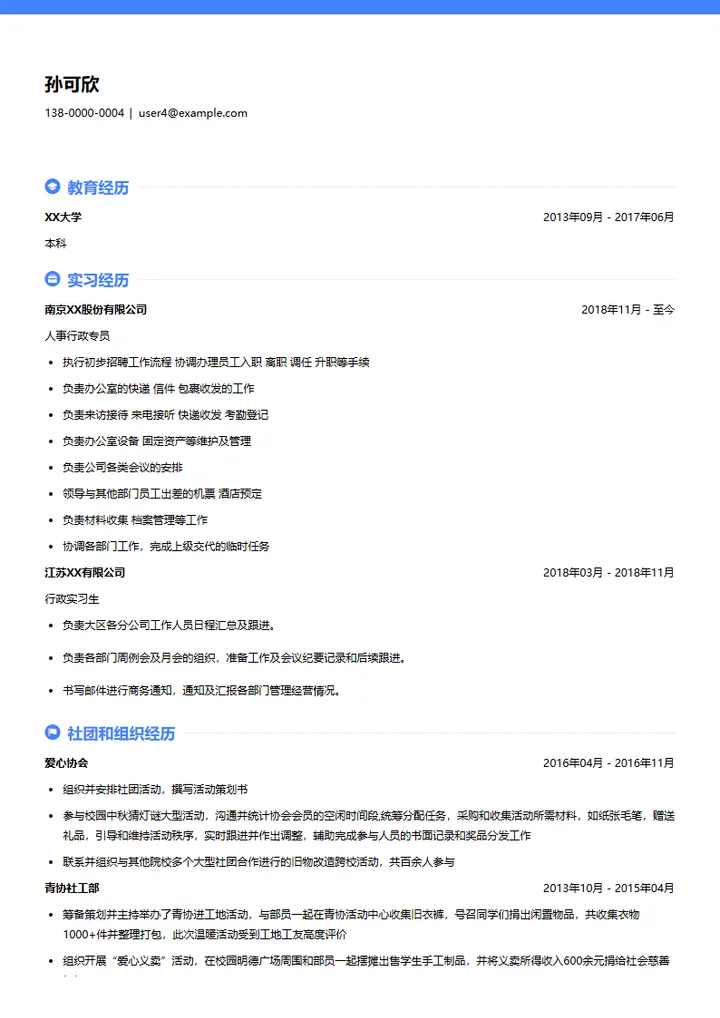 孙可欣
138-0000-0004 | user4@example.com
教育经历
XX大学 2013年09月 - 2017年06月
本科
实习经历
南京XX股份有限公司 2018年11月 - 至今
人事行政专员
• 执行初步招聘工作流程 协调办理员工入职 离职 调任 升职等手续
• 负责办公室的快递 信件 包裹收发的工作
• 负责来访接待 来电接听 快递收发 考勤登记
• 负责办公室设备 固定资产等维护及管理
• 负责公司各类会议的安排
• 领导与其他部门员工出差的机票 酒店预定
• 负责材料收集 档案管理等工作
• 协调各部门工作，完成上级交代的临时任务
江苏XX有限公司 2018年03月 - 2018年11月
行政实习生
• 负责大区各分公司工作人员日程汇总及跟进。
• 负责各部门周例会及月会的组织，准备工作及会议纪要记录和后续跟进。
• 书写邮件进行商务通知，通知及汇报各部门管理经营情况。
社团和组织经历
爱心协会 2016年04月 - 2016年11月
• 组织并安排社团活动，撰写活动策划书
• 参与校园中秋猜灯谜大型活动，沟通并统计协会会员的空闲时间段,统筹分配任务，采购和收集活动所需材料，如纸张毛笔，赠送
礼品，引导和维持活动秩序，实时跟进并作出调整，辅助完成参与人员的书面记录和奖品分发工作
• 联系并组织与其他院校多个大型社团合作进行的旧物改造跨校活动，共百余人参与
青协社工部 2013年10月 - 2015年04月
• 筹备策划并主持举办了青协进工地活动，与部员一起在青协活动中心收集旧衣裤，号召同学们捐出闲置物品，共收集衣物
1000+件并整理打包，此次温暖活动受到工地工友高度评价
• 组织开展“爱心义卖”活动，在校园明德广场周围和部员一起摆摊出售学生手工制品，并将义卖所得收入600余元捐给社会慈善